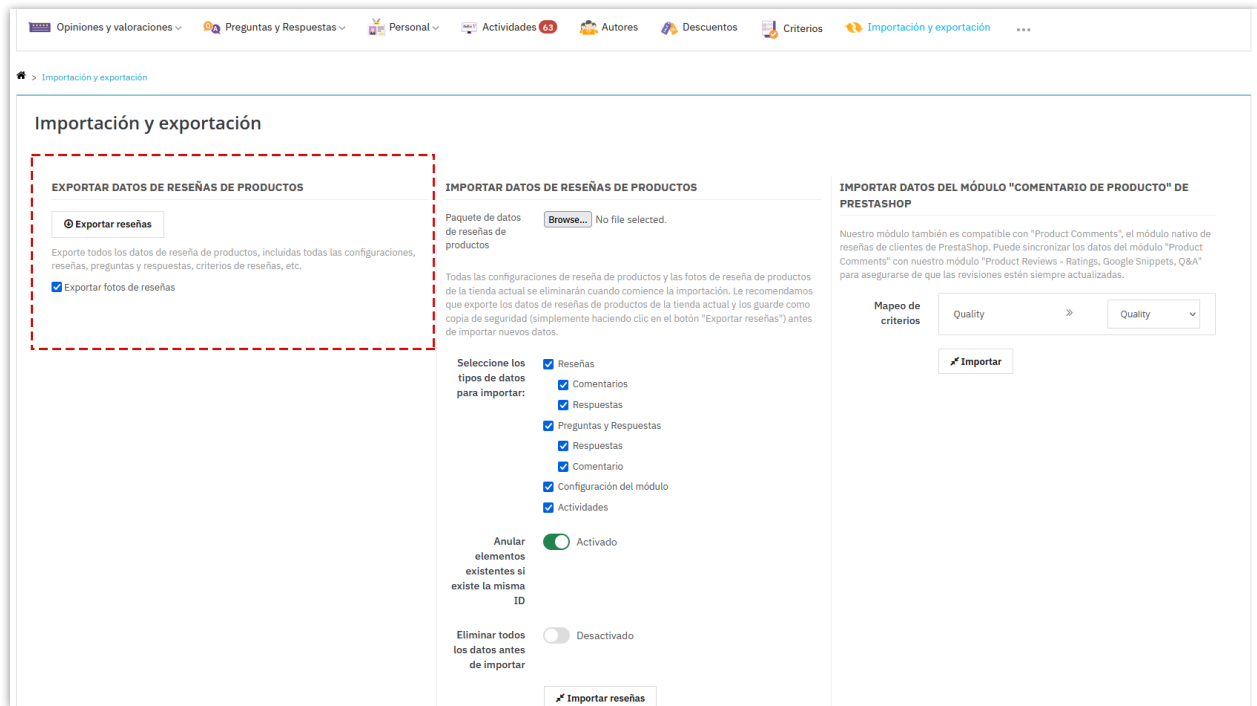 Opiniones y valoraciones
Preguntas y Respuestas
Personal
Actividades 63
Autores
Descuentos
Criterios
Importación y exportación
...
> Importación y exportación
Importación y exportación
EXPORTAR DATOS DE RESEÑAS DE PRODUCTOS
Exportar reseñas
Exporte todos los datos de reseña de productos, incluidas todas las configuraciones,
reseñas, preguntas y respuestas, criterios de reseñas, etc.
Exportar fotos de reseñas
IMPORTAR DATOS DE RESEÑAS DE PRODUCTOS
Paquete de datos
de reseñas de
productos
Browse... No file selected.
Todas las configuraciones de reseña de productos y las fotos de reseña de productos
de la tienda actual se eliminarán cuando comience la importación. Le recomendamos
que exporte los datos de reseñas de productos de la tienda actual y los guarde como
copia de seguridad (simplemente haciendo clic en el botón "Exportar reseñas") antes
de importar nuevos datos.
Seleccione los
tipos de datos
para importar:
Reseñas
Comentarios
Respuestas
Preguntas y Respuestas
Respuestas
Comentario
Configuración del módulo
Actividades
Anular
elementos
existentes si
existe la misma
ID
Activado
Eliminar todos
los datos antes
de importar
Desactivado
Importar reseñas
IMPORTAR DATOS DEL MÓDULO "COMENTARIO DE PRODUCTO" DE
PRESTASHOP
Nuestro módulo también es compatible con "Product Comments", el módulo nativo de
reseñas de clientes de PrestaShop. Puede sincronizar los datos del módulo "Product
Comments" con nuestro módulo "Product Reviews - Ratings, Google Snippets, Q&A"
para asegurarse de que las revisiones estén siempre actualizadas.
Mapeo de
criterios
Quality » Quality
Importar